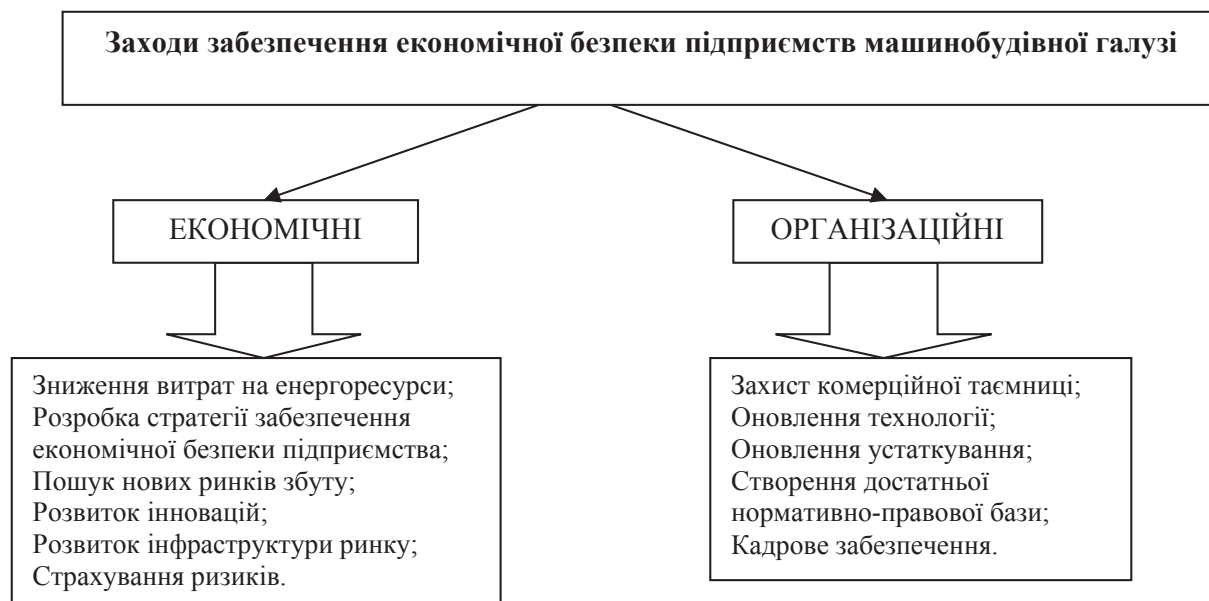 Заходи забезпечення економічної безпеки підприємств машинобудівної галузі
ЕКОНОМІЧНІ
ОРГАНІЗАЦІЙНІ
Зниження витрат на енергоресурси;
Розробка стратегії забезпечення
економічної безпеки підприємства;
Пошук нових ринків збуту;
Розвиток інновацій;
Розвиток інфраструктури ринку;
Страхування ризиків.
Захист комерційної таємниці;
Оновлення технології;
Оновлення устаткування;
Створення достатньої
нормативно-правової бази;
Кадрове забезпечення.